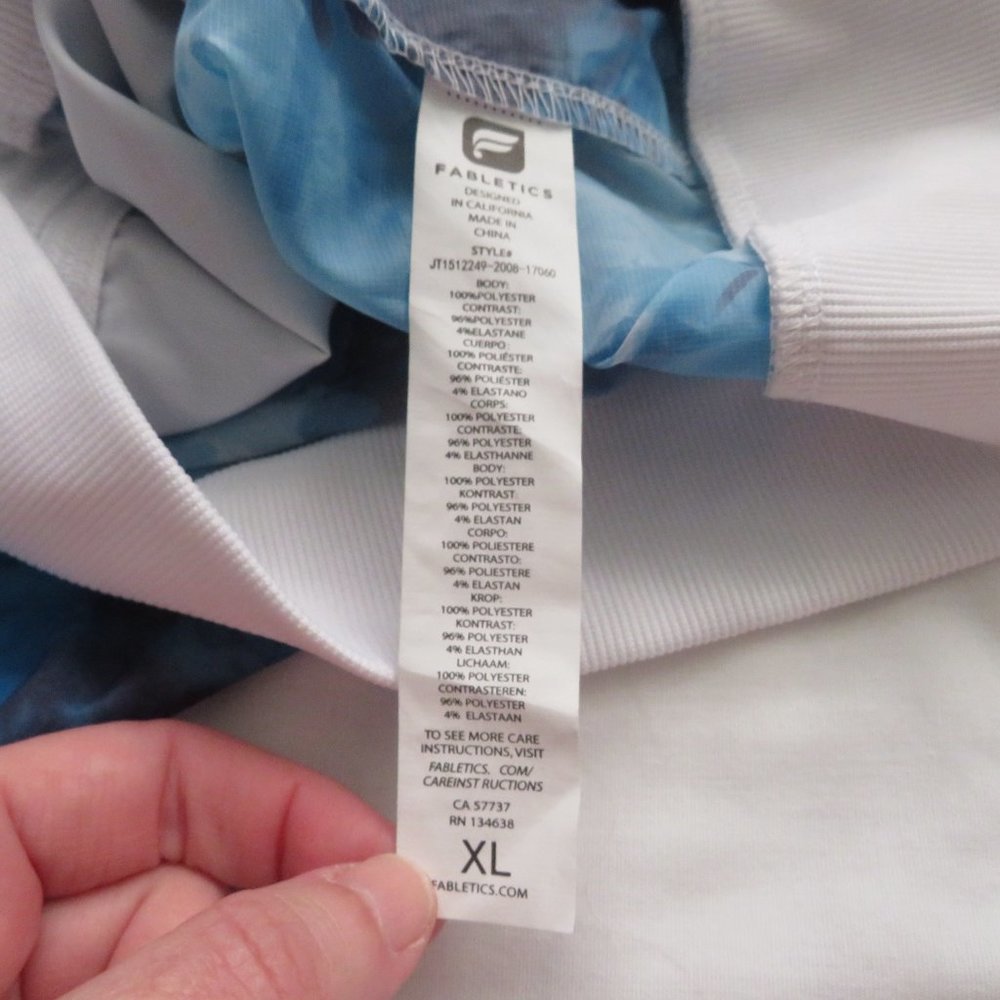 FABLETICS
DESIGNED
IN CALIFORNIA
MADE IN
CHINA
STYLE#
JT1512249-2008-17060
BODY:
100%POLYESTER
CONTRAST:
96%POLYESTER
4%ELASTANE
CUERPO:
100% POLIÉSTER
CONTRASTE:
96% POLIÉSTER
4% ELASTANO
CORPS:
100% POLYESTER
CONTRASTE:
96% POLYESTER
4% ELASTHANNE
BODY:
100% POLYESTER
KONTRAST:
96% POLYESTER
4% ELASTAN
CORPO:
100% POLIESTERE
CONTRASTO:
96% POLIESTERE
4% ELASTAN
KROP:
100% POLYESTER
KONTRAST:
96% POLYESTER
4% ELASTHAN
LICHAAM:
100% POLYESTER
CONTRASTEREN:
96% POLYESTER
4% ELASTAAN
TO SEE MORE CARE
INSTRUCTIONS, VISIT
FABLETICS. COM/
CAREINST RUCTIONS
CA 57737
RN 134638
XL
FABLETICS.COM